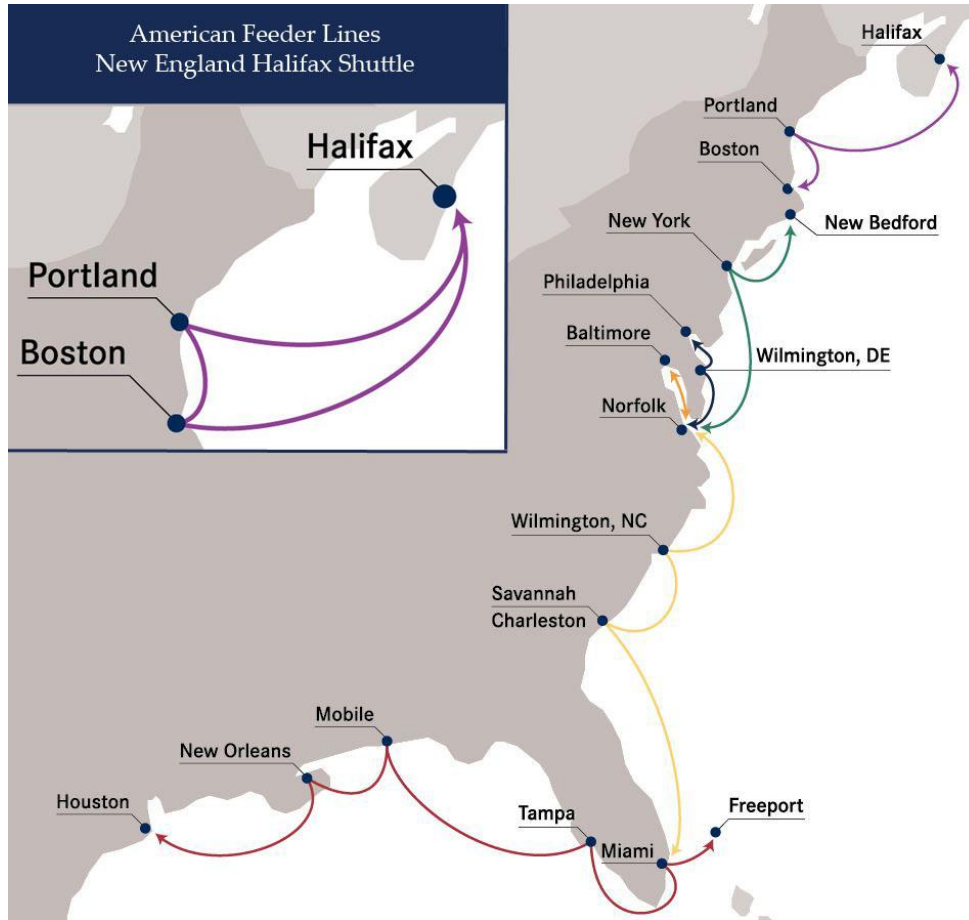 American Feeder Lines
New England Halifax Shuttle
Halifax
Portland
Boston
Halifax
Portland
Boston
New Bedford
New York
Philadelphia
Baltimore
Wilmington, DE
Norfolk
Wilmington, NC
Savannah
Charleston
Mobile
New Orleans
Houston
Tampa
Freeport
Miami